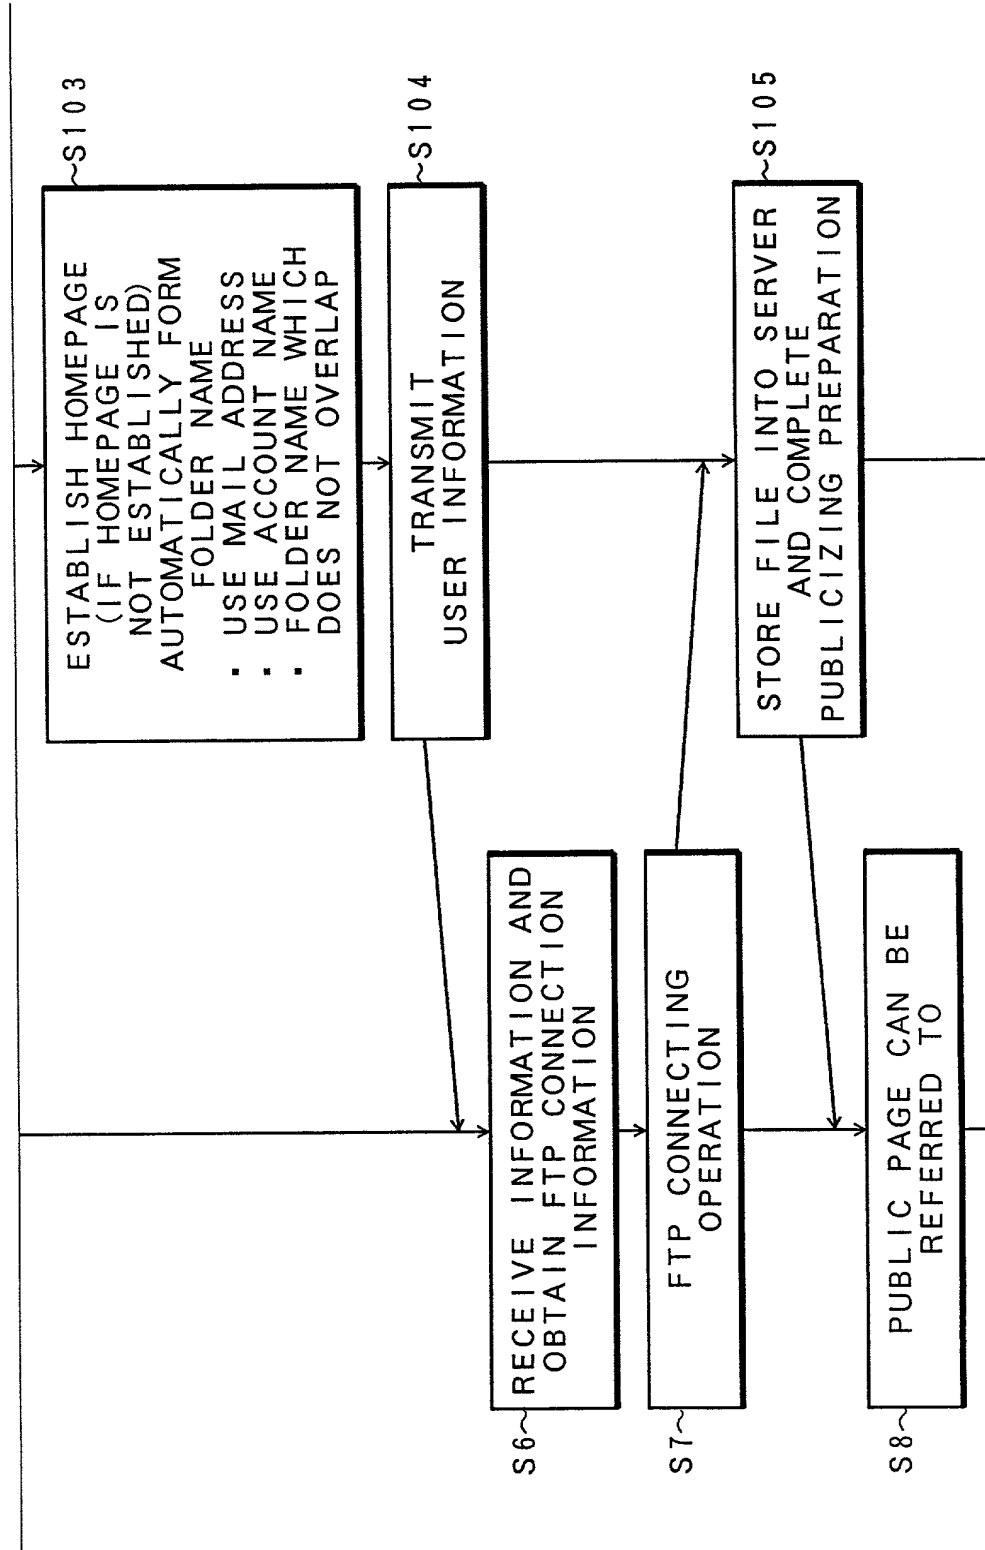 ESTABLISH HOMEPAGE
(IF HOMEPAGE IS
NOT ESTABLISHED)
AUTOMATICALLY FORM
FOLDER NAME
▪ USE MAIL ADDRESS
▪ USE ACCOUNT NAME
▪ FOLDER NAME WHICH
DOES NOT OVERLAP
~S103
TRANSMIT
USER INFORMATION
~S104
S6~
RECEIVE INFORMATION AND
OBTAIN FTP CONNECTION
INFORMATION
S7~
FTP CONNECTING
OPERATION
STORE FILE INTO SERVER
AND COMPLETE
PUBLICIZING PREPARATION
~S105
S8~
PUBLIC PAGE CAN BE
REFERRED TO